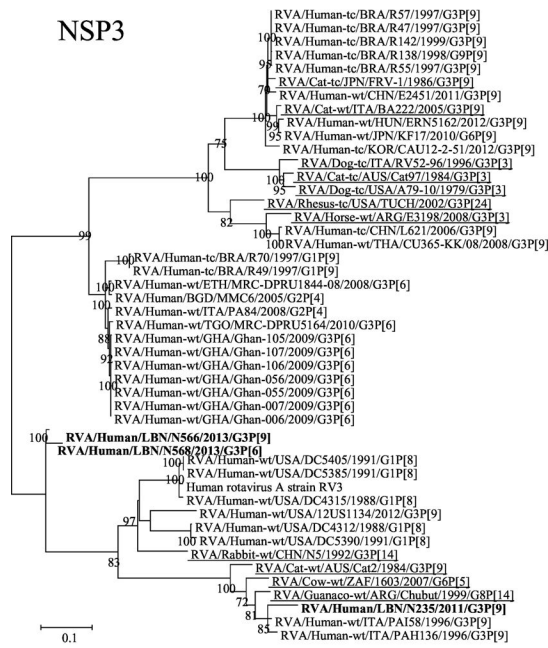 NSP3
RVA/Human-tc/BRA/R57/1997/G3P[9]
RVA/Human-tc/BRA/R47/1997/G3P[9]
100
RVA/Human-tc/BRA/R142/1999/G3P[9]
RVA/Human-tc/BRA/R138/1998/G9P[9]
95
RVA/Human-tc/BRA/R55/1997/G3P[9]
RVA/Cat-tc/JPN/FRV-1/1986/G3P[9]
70
RVA/Human-wt/CHN/E2451/2011/G3P[9]
RVA/Cat-wt/ITA/BA222/2005/G3P[9]
100
RVA/Human-wt/HUN/ERN5162/2012/G3P[9]
99
95
RVA/Human-wt/JPN/KF17/2010/G6P[9]
75
RVA/Human-tc/KOR/CAU12-2-51/2012/G3P[9]
RVA/Dog-tc/ITA/RV52-96/1996/G3P[3]
100
100
RVA/Cat-tc/AUS/Cat97/1984/G3P[3]
95
RVA/Dog-tc/USA/A79-10/1979/G3P[3]
RVA/Rhesus-tc/USA/TUCH/2002/G3P[24]
82
RVA/Horse-wt/ARG/E3198/2008/G3P[3]
RVA/Human-tc/CHN/L621/2006/G3P[9]
99
100
RVA/Human-wt/THA/CU365-KK/08/2008/G3P[9]
100
RVA/Human-tc/BRA/R70/1997/G1P[9]
RVA/Human-tc/BRA/R49/1997/G1P[9]
100
RVA/Human-wt/ETH/MRC-DPRU1844-08/2008/G3P[6]
RVA/Human/BGD/MMC6/2005/G2P[4]
100
RVA/Human-wt/ITA/PA84/2008/G2P[4]
RVA/Human-wt/TGO/MRC-DPRU5164/2010/G3P[6]
88
RVA/Human-wt/GHA/Ghan-105/2009/G3P[6]
RVA/Human-wt/GHA/Ghan-107/2009/G3P[6]
92
RVA/Human-wt/GHA/Ghan-106/2009/G3P[6]
RVA/Human-wt/GHA/Ghan-056/2009/G3P[6]
100
RVA/Human-wt/GHA/Ghan-055/2009/G3P[6]
RVA/Human-wt/GHA/Ghan-007/2009/G3P[6]
RVA/Human-wt/GHA/Ghan-006/2009/G3P[6]
100
RVA/Human/LBN/N566/2013/G3P[9]
RVA/Human/LBN/N568/2013/G3P[6]
100
RVA/Human-wt/USA/DC5405/1991/G1P[8]
RVA/Human-wt/USA/DC5385/1991/G1P[8]
100
Human rotavirus A strain RV3
RVA/Human-wt/USA/DC4315/1988/G1P[8]
97
RVA/Human-wt/USA/12US1134/2012/G3P[9]
RVA/Human-wt/USA/DC4312/1988/G1P[8]
100
RVA/Human-wt/USA/DC5390/1991/G1P[8]
83
RVA/Rabbit-wt/CHN/N5/1992/G3P[14]
RVA/Cat-wt/AUS/Cat2/1984/G3P[9]
100
RVA/Cow-wt/ZAF/1603/2007/G6P[5]
72
RVA/Guanaco-wt/ARG/Chubut/1999/G8P[14]
81
RVA/Human/LBN/N235/2011/G3P[9]
85
RVA/Human-wt/ITA/PAI58/1996/G3P[9]
RVA/Human-wt/ITA/PAH136/1996/G3P[9]
0.1